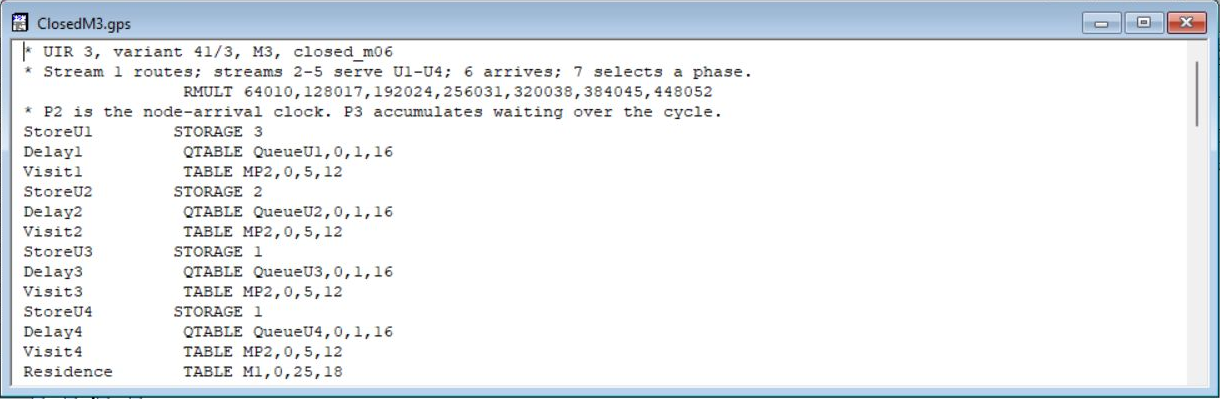 ClosedM3.gps
* UIR 3, variant 41/3, M3, closed_m06
* Stream 1 routes; streams 2-5 serve U1-U4; 6 arrives; 7 selects a phase.
RMULT 64010,128017,192024,256031,320038,384045,448052
* P2 is the node-arrival clock. P3 accumulates waiting over the cycle.
StoreU1 STORAGE 3
Delay1 QTABLE QueueU1,0,1,16
Visit1 TABLE MP2,0,5,12
StoreU2 STORAGE 2
Delay2 QTABLE QueueU2,0,1,16
Visit2 TABLE MP2,0,5,12
StoreU3 STORAGE 1
Delay3 QTABLE QueueU3,0,1,16
Visit3 TABLE MP2,0,5,12
StoreU4 STORAGE 1
Delay4 QTABLE QueueU4,0,1,16
Visit4 TABLE MP2,0,5,12
Residence TABLE M1,0,25,18